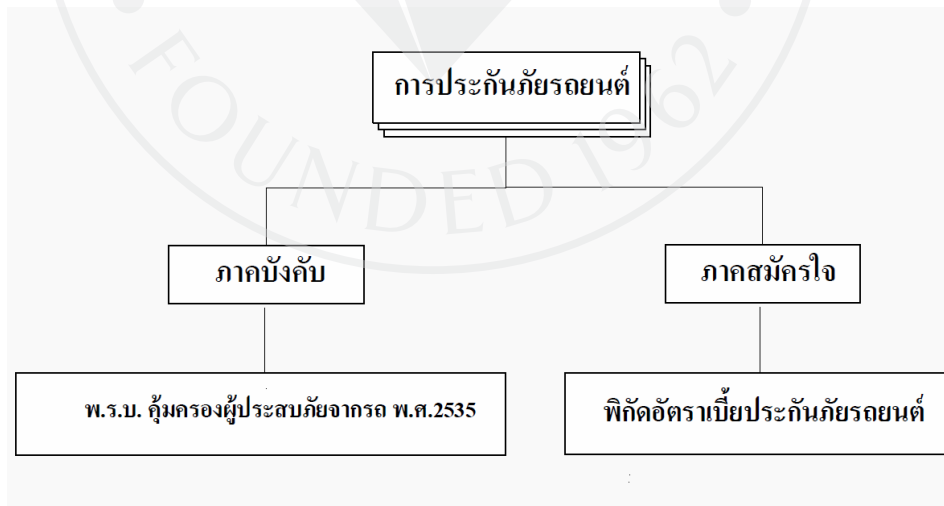 การประกันภัยรถยนต์
ภาคบังคับ
ภาคสมัครใจ
พ.ร.บ. คุ้มครองผู้ประสบภัยจากรถ พ.ศ.2535
พิกัดอัตราเบี้ยประกันภัยรถยนต์
FOUNDED 1962